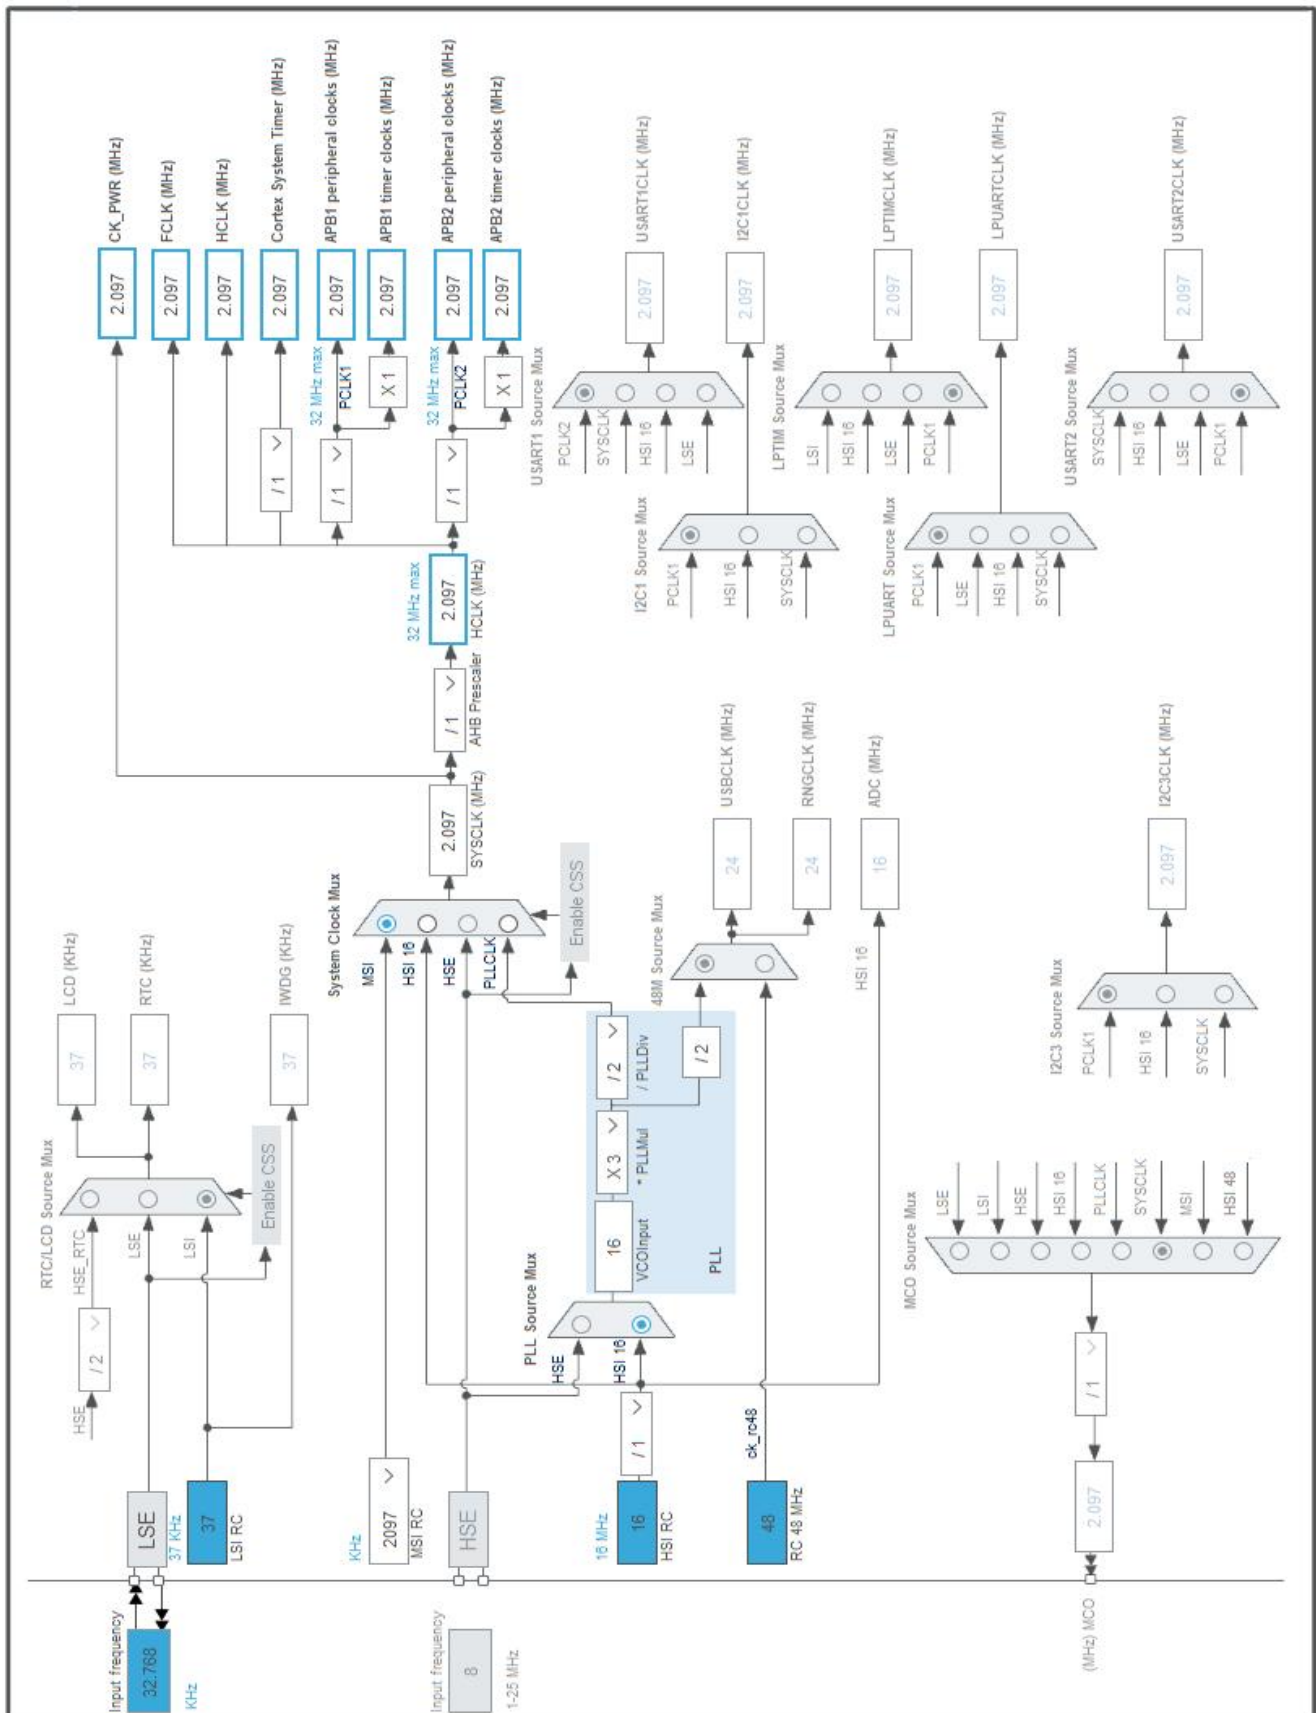 RTC/LCD Source Mux
HSE
/ 2
HSE_RTC
LCD (KHz)
37
Input frequency
32.768
KHz
LSE
37 KHz
LSE
RTC (KHz)
37
37
LSI RC
LSI
Enable CSS
IWDG (KHz)
37
System Clock Mux
KHz
2097
MSI RC
MSI
HSI 16
HSE
PLLCLK
Input frequency
8
1-25 MHz
HSE
Enable CSS
2.097
SYSCLK (MHz)
/ 1
AHB Prescaler
32 MHz max
2.097
HCLK (MHz)
2.097
CK_PWR (MHz)
2.097
FCLK (MHz)
2.097
HCLK (MHz)
/ 1
2.097
Cortex System Timer (MHz)
/ 1
32 MHz max
PCLK1
2.097
APB1 peripheral clocks (MHz)
X 1
2.097
APB1 timer clocks (MHz)
/ 1
32 MHz max
PCLK2
2.097
APB2 peripheral clocks (MHz)
X 1
2.097
APB2 timer clocks (MHz)
PLL Source Mux
16 MHz
16
HSI RC
/ 1
HSE
HSI 16
16
VCOInput
X 3
* PLLMul
/ 2
/ PLLDiv
/ 2
PLL
48
RC 48 MHz
ck_rc48
48M Source Mux
24
USBCLK (MHz)
24
RNGCLK (MHz)
HSI 16
16
ADC (MHz)
USART1 Source Mux
PCLK2
SYSCLK
HSI 16
LSE
2.097
USART1CLK (MHz)
I2C1 Source Mux
PCLK1
HSI 16
SYSCLK
2.097
I2C1CLK (MHz)
LPTIM Source Mux
LSI
HSI 16
LSE
PCLK1
2.097
LPTIMCLK (MHz)
LPUART Source Mux
PCLK1
LSE
HSI 16
SYSCLK
2.097
LPUARTCLK (MHz)
USART2 Source Mux
SYSCLK
HSI 16
LSE
PCLK1
2.097
USART2CLK (MHz)
I2C3 Source Mux
PCLK1
HSI 16
SYSCLK
2.097
I2C3CLK (MHz)
MCO Source Mux
LSE
LSI
HSE
HSI 16
PLLCLK
SYSCLK
MSI
HSI 48
/ 1
2.097
(MHz) MCO